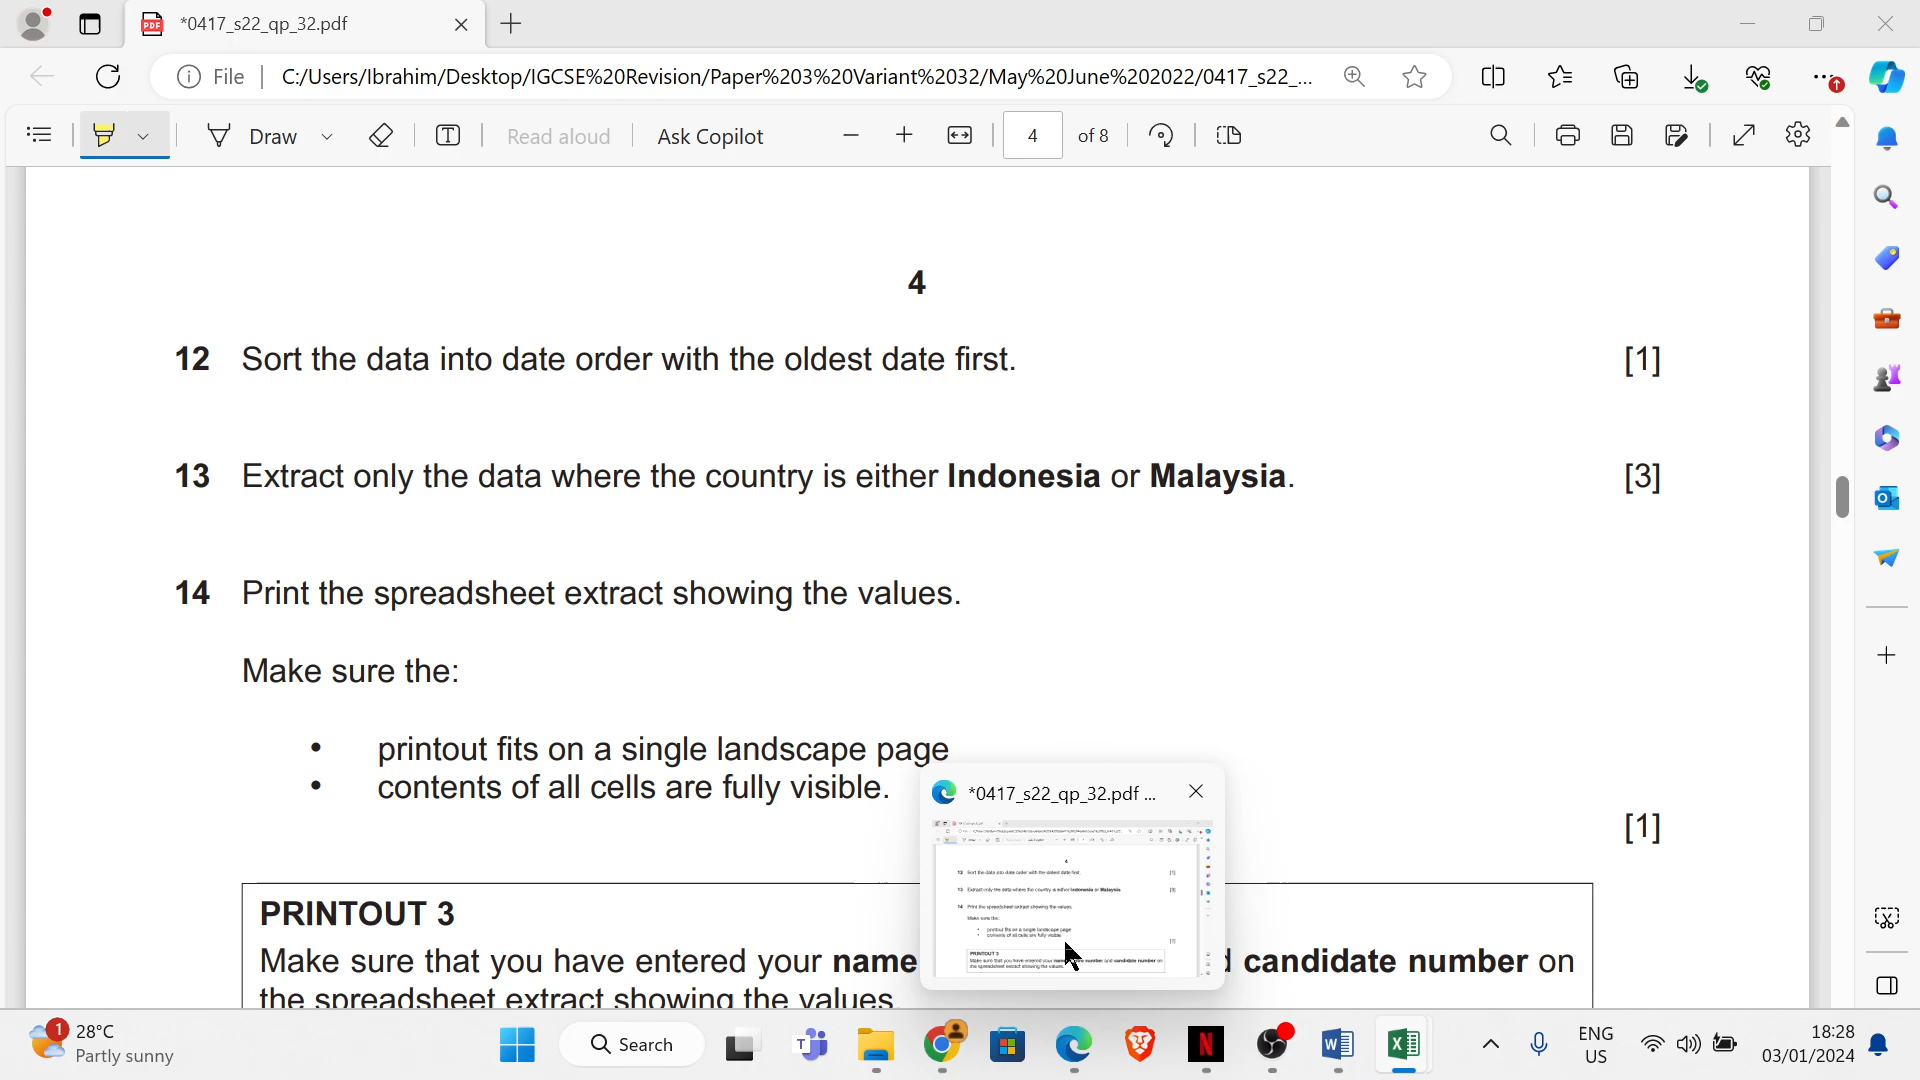 *0417_s22_qp_32.pdf
File
C:/Users/Ibrahim/Desktop/IGCSE%20Revision/Paper%203%20Variant%2032/May%20June%202022/0417_s22_...
Draw
Read aloud
Ask Copilot
4 of 8
4
12 Sort the data into date order with the oldest date first. [1]
13 Extract only the data where the country is either Indonesia or Malaysia. [3]
14 Print the spreadsheet extract showing the values.
Make sure the:
• printout fits on a single landscape page
• contents of all cells are fully visible.
[1]
*0417_s22_qp_32.pdf ...
PRINTOUT 3
Make sure that you have entered your name
candidate number on
the spreadsheet extract showing the values.
1
28°C
Partly sunny
Search
ENG
US
18:28
03/01/2024